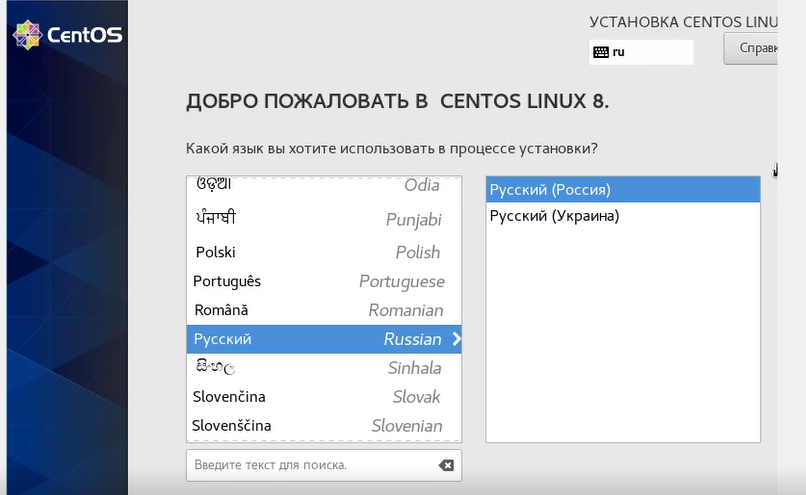 CentOS
УСТАНОВКА CENTOS LINU
ru
Справк
ДОБРО ПОЖАЛОВАТЬ В CENTOS LINUX 8.
Какой язык вы хотите использовать в процессе установки?
ଓଡ଼ିଆ Odia
ਪੰਜਾਬੀ Punjabi
Polski Polish
Português Portuguese
Română Romanian
Русский Russian
සිංහල Sinhala
Slovenčina Slovak
Slovenščina Slovenian
Русский (Россия)
Русский (Украина)
Введите текст для поиска.